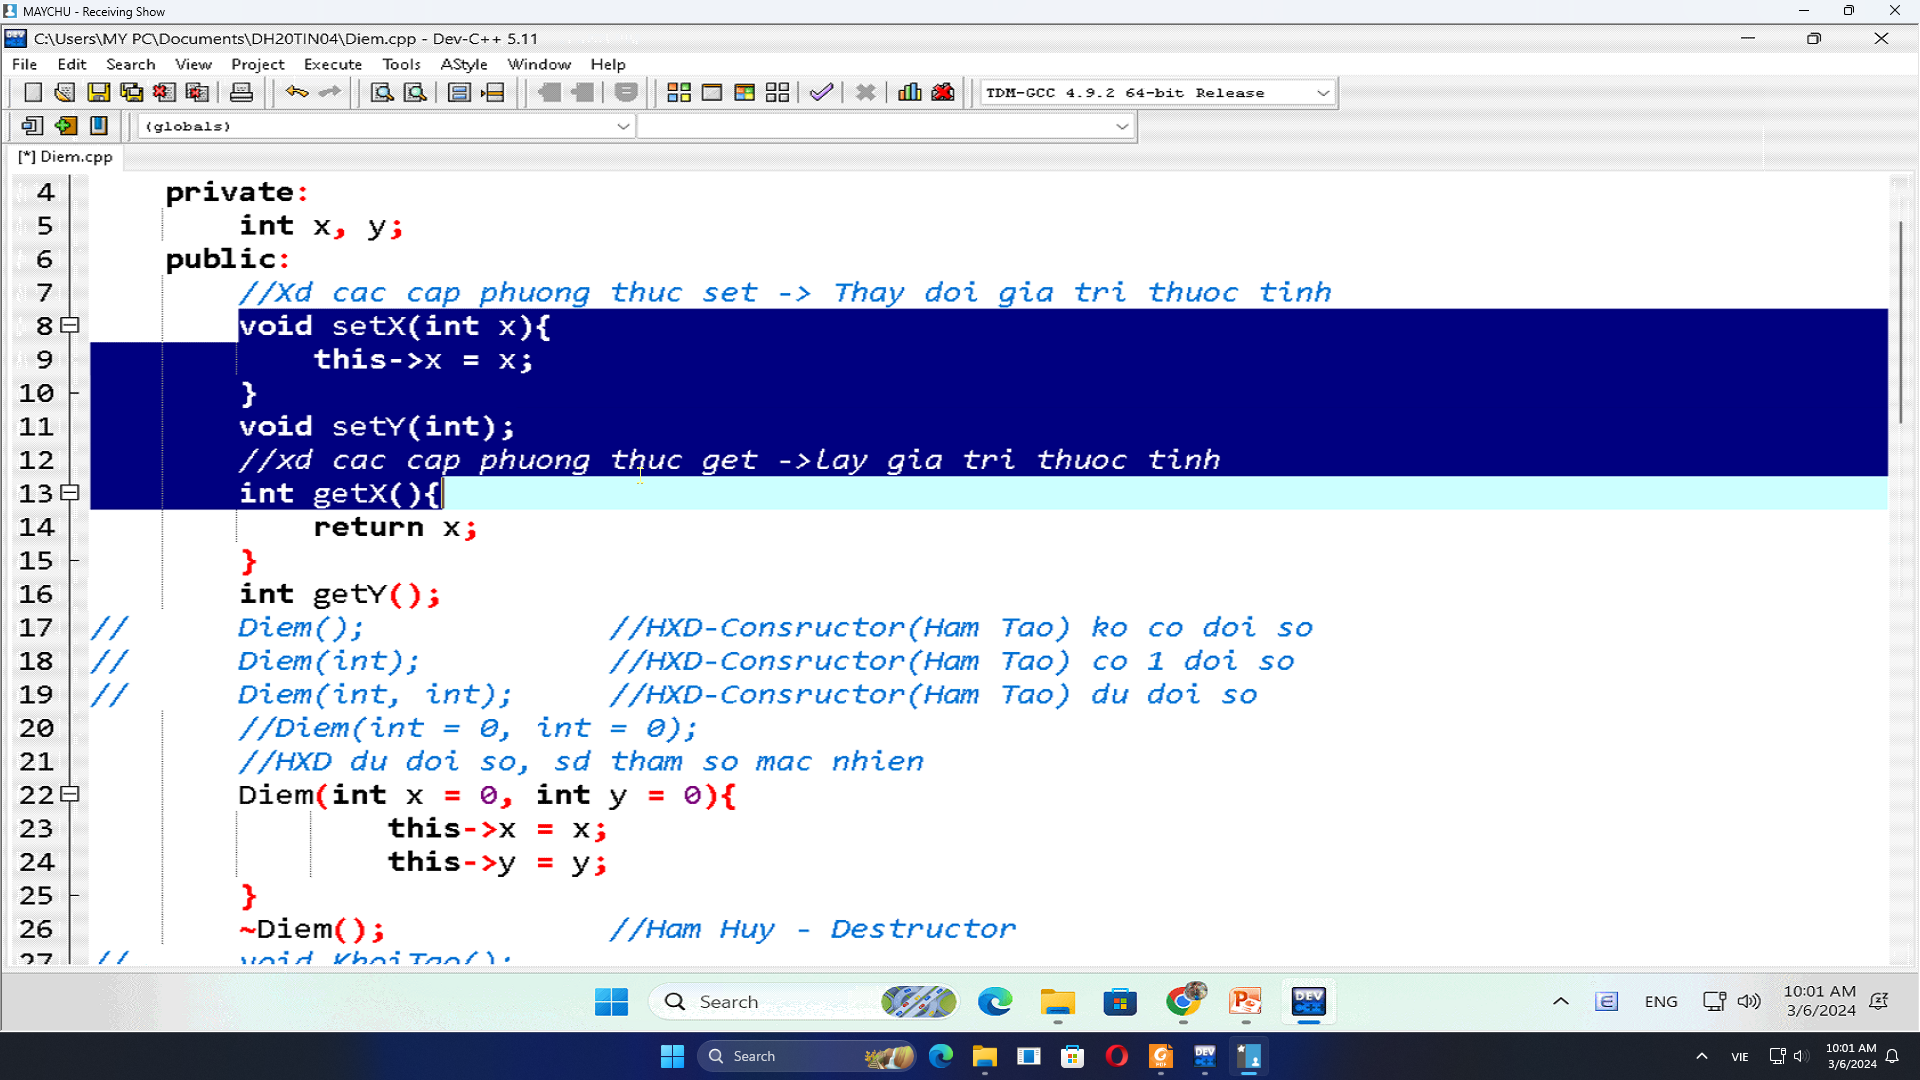 MAYCHU - Receiving Show
C:\Users\MY PC\Documents\DH20TIN04\Diem.cpp - Dev-C++ 5.11
File Edit Search View Project Execute Tools AStyle Window Help
TDM-GCC 4.9.2 64-bit Release
(globals)
[*] Diem.cpp
4 private:
5 int x, y;
6 public:
7 //Xd cac cap phuong thuc set -> Thay doi gia tri thuoc tinh
8 void setX(int x){
9 this->x = x;
10 }
11 void setY(int);
12 //xd cac cap phuong thuc get ->lay gia tri thuoc tinh
13 int getX(){
14 return x;
15 }
16 int getY();
17 // Diem(); //HXD-Consructor(Ham Tao) ko co doi so
18 // Diem(int); //HXD-Consructor(Ham Tao) co 1 doi so
19 // Diem(int, int); //HXD-Consructor(Ham Tao) du doi so
20 //Diem(int = 0, int = 0);
21 //HXD du doi so, sd tham so mac nhien
22 Diem(int x = 0, int y = 0){
23 this->x = x;
24 this->y = y;
25 }
26 ~Diem(); //Ham Huy - Destructor
27 // void KhoiTao();
Search
DEV
ENG
10:01 AM
3/6/2024
Search
DEV
VIE
10:01 AM
3/6/2024